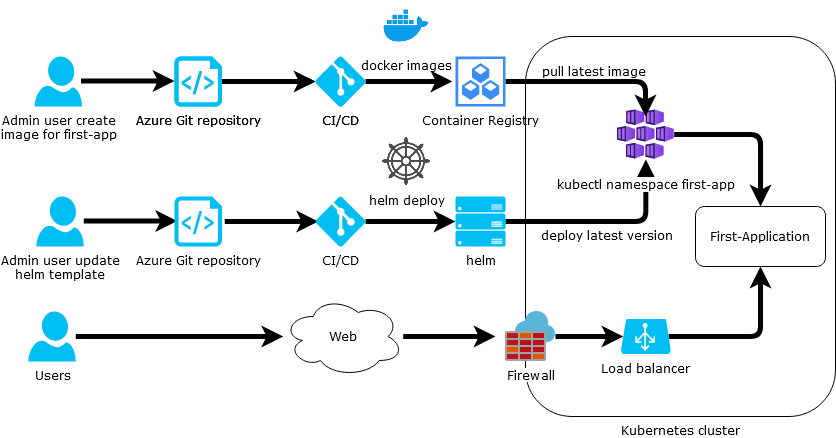 docker images
pull latest image
Admin user create
image for first-app
Azure Git repository
CI/CD
Container Registry
helm deploy
kubectl namespace first-app
Admin user update
helm template
Azure Git repository
CI/CD
helm
deploy latest version
First-Application
Users
Web
Firewall
Load balancer
Kubernetes cluster